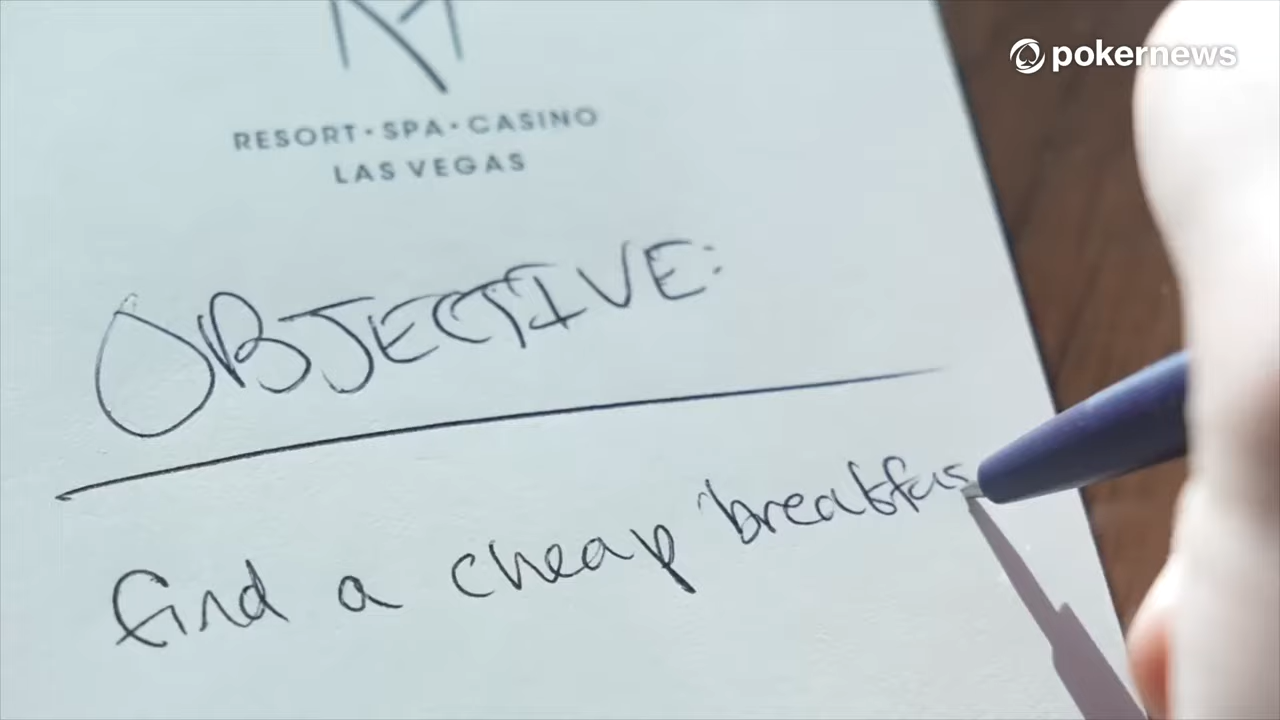 pokernews
RESORT · SPA · CASINO
LAS VEGAS
OBJECTIVE:
find a cheap breakfas